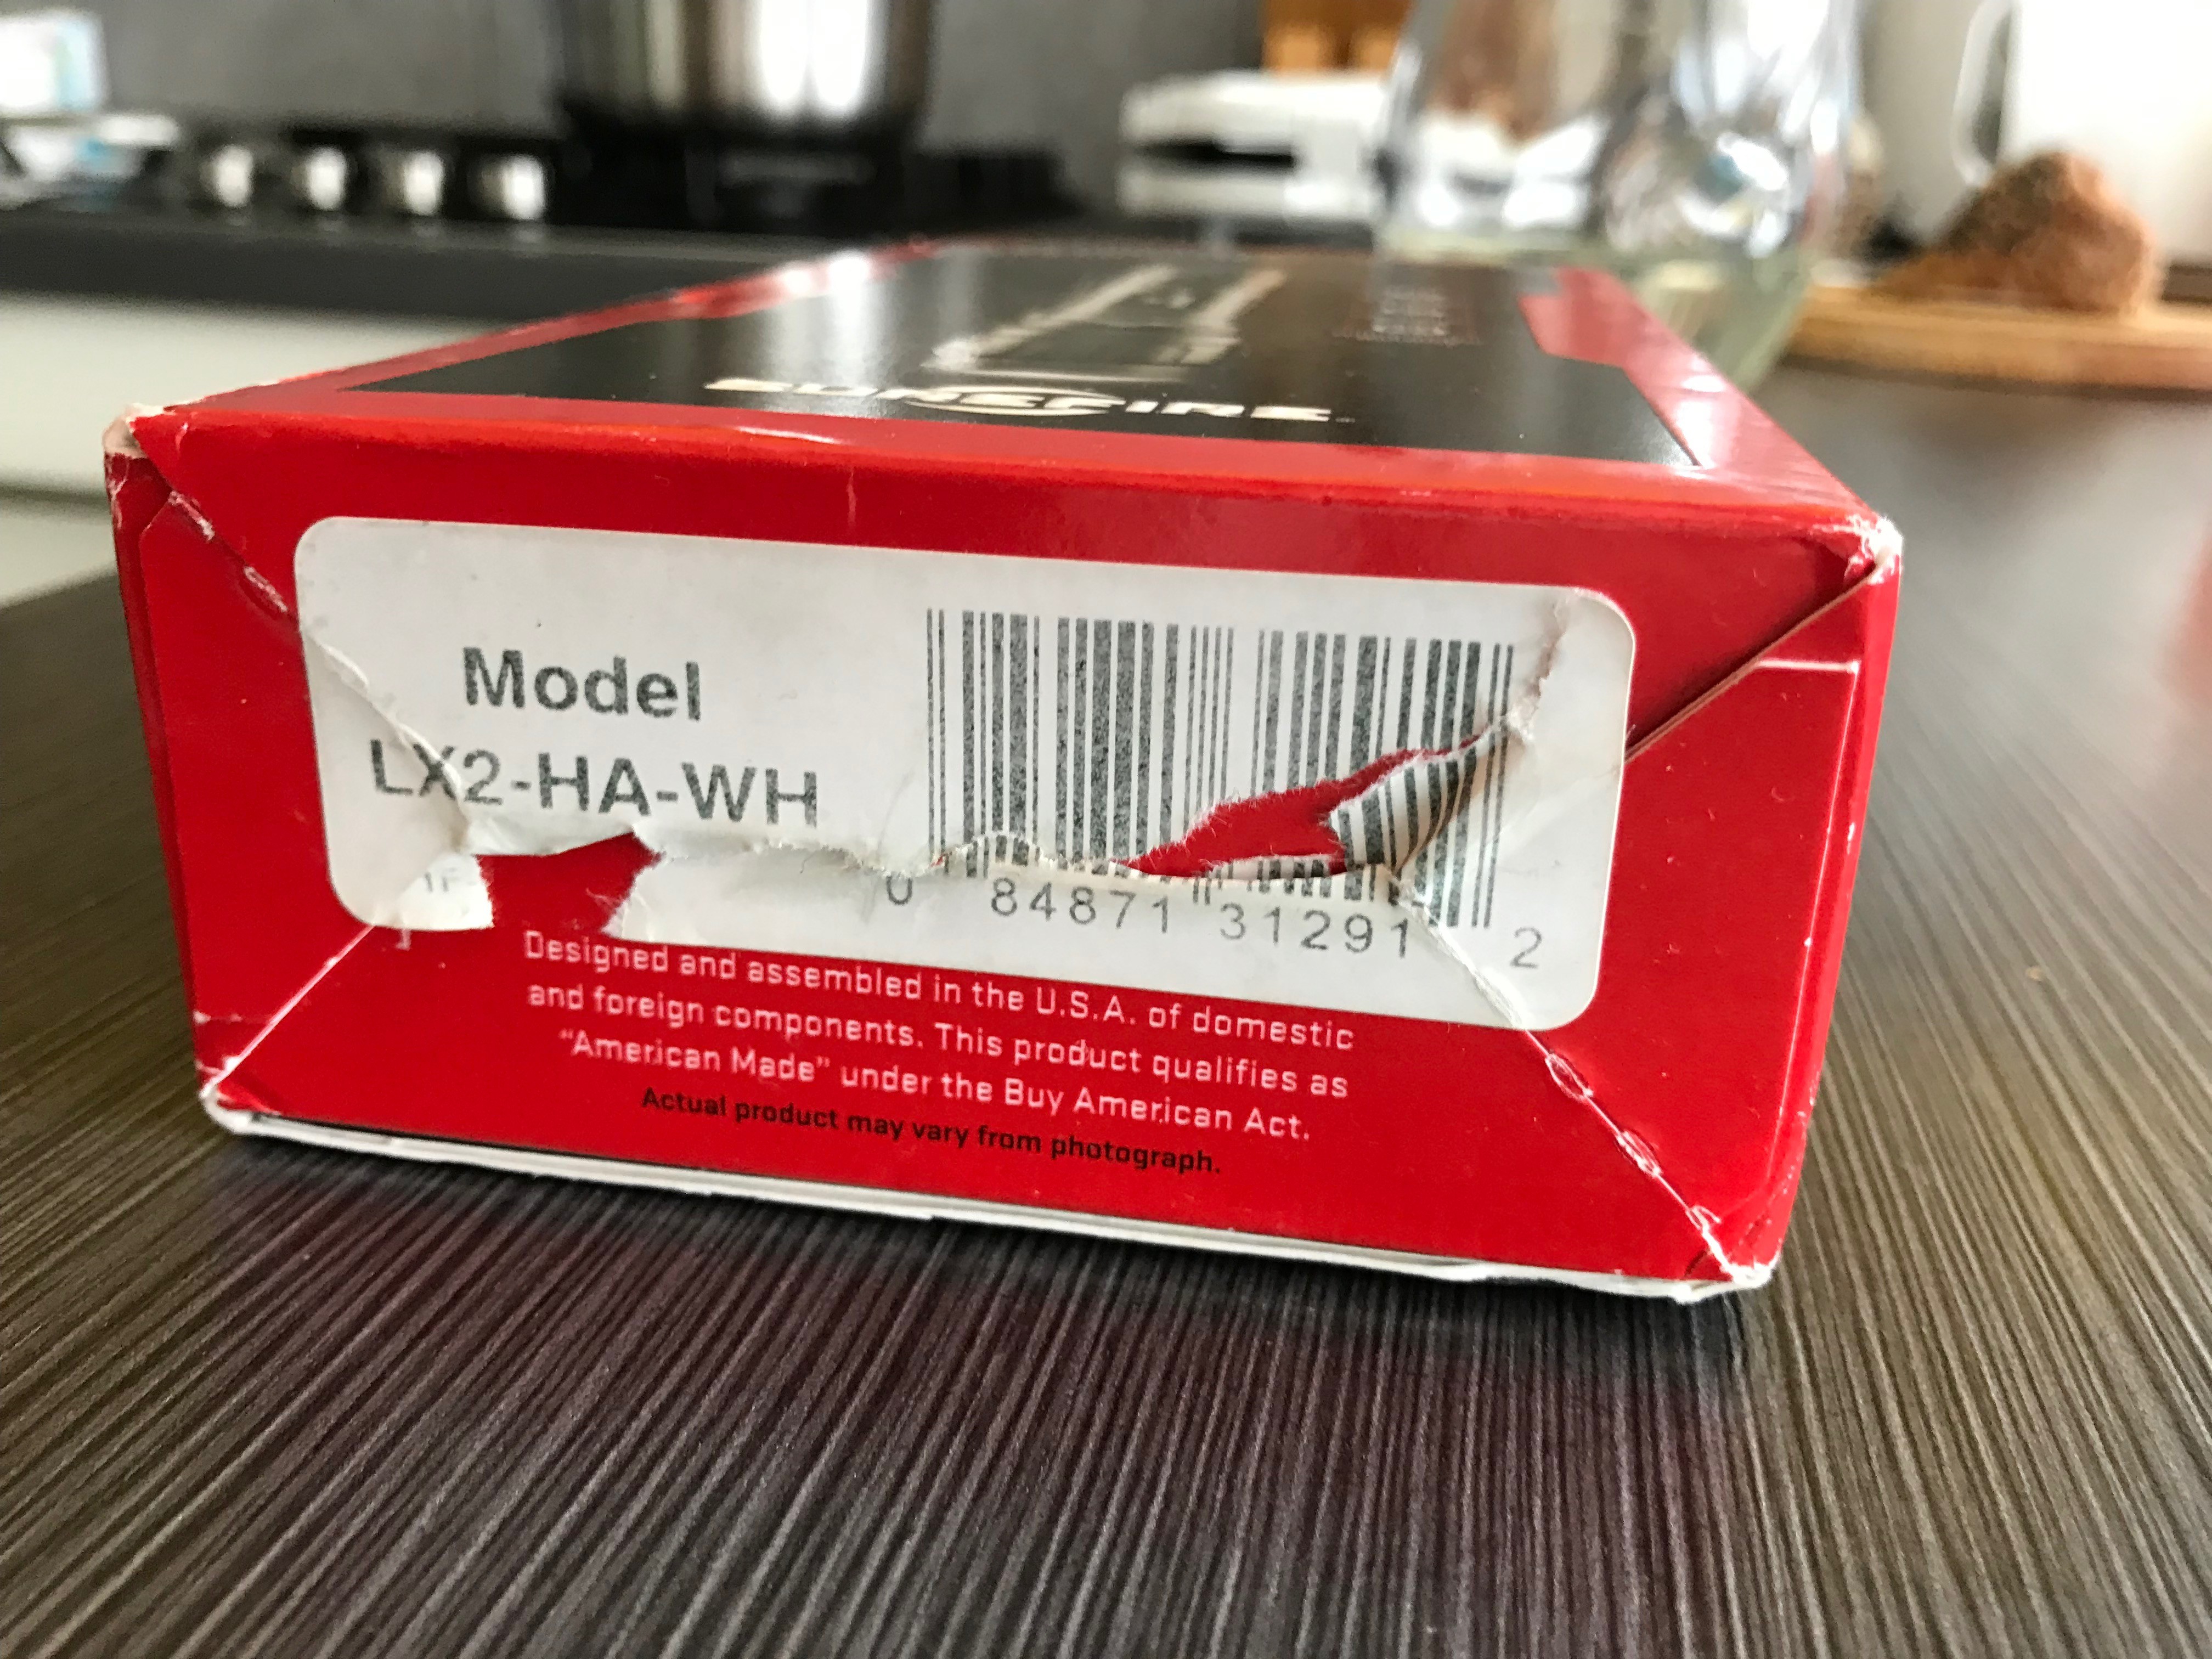 SUREFIRE
Model
LX2-HA-WH
0 84871 31291 2
Designed and assembled in the U.S.A. of domestic
and foreign components. This product qualifies as
“American Made” under the Buy American Act.
Actual product may vary from photograph.